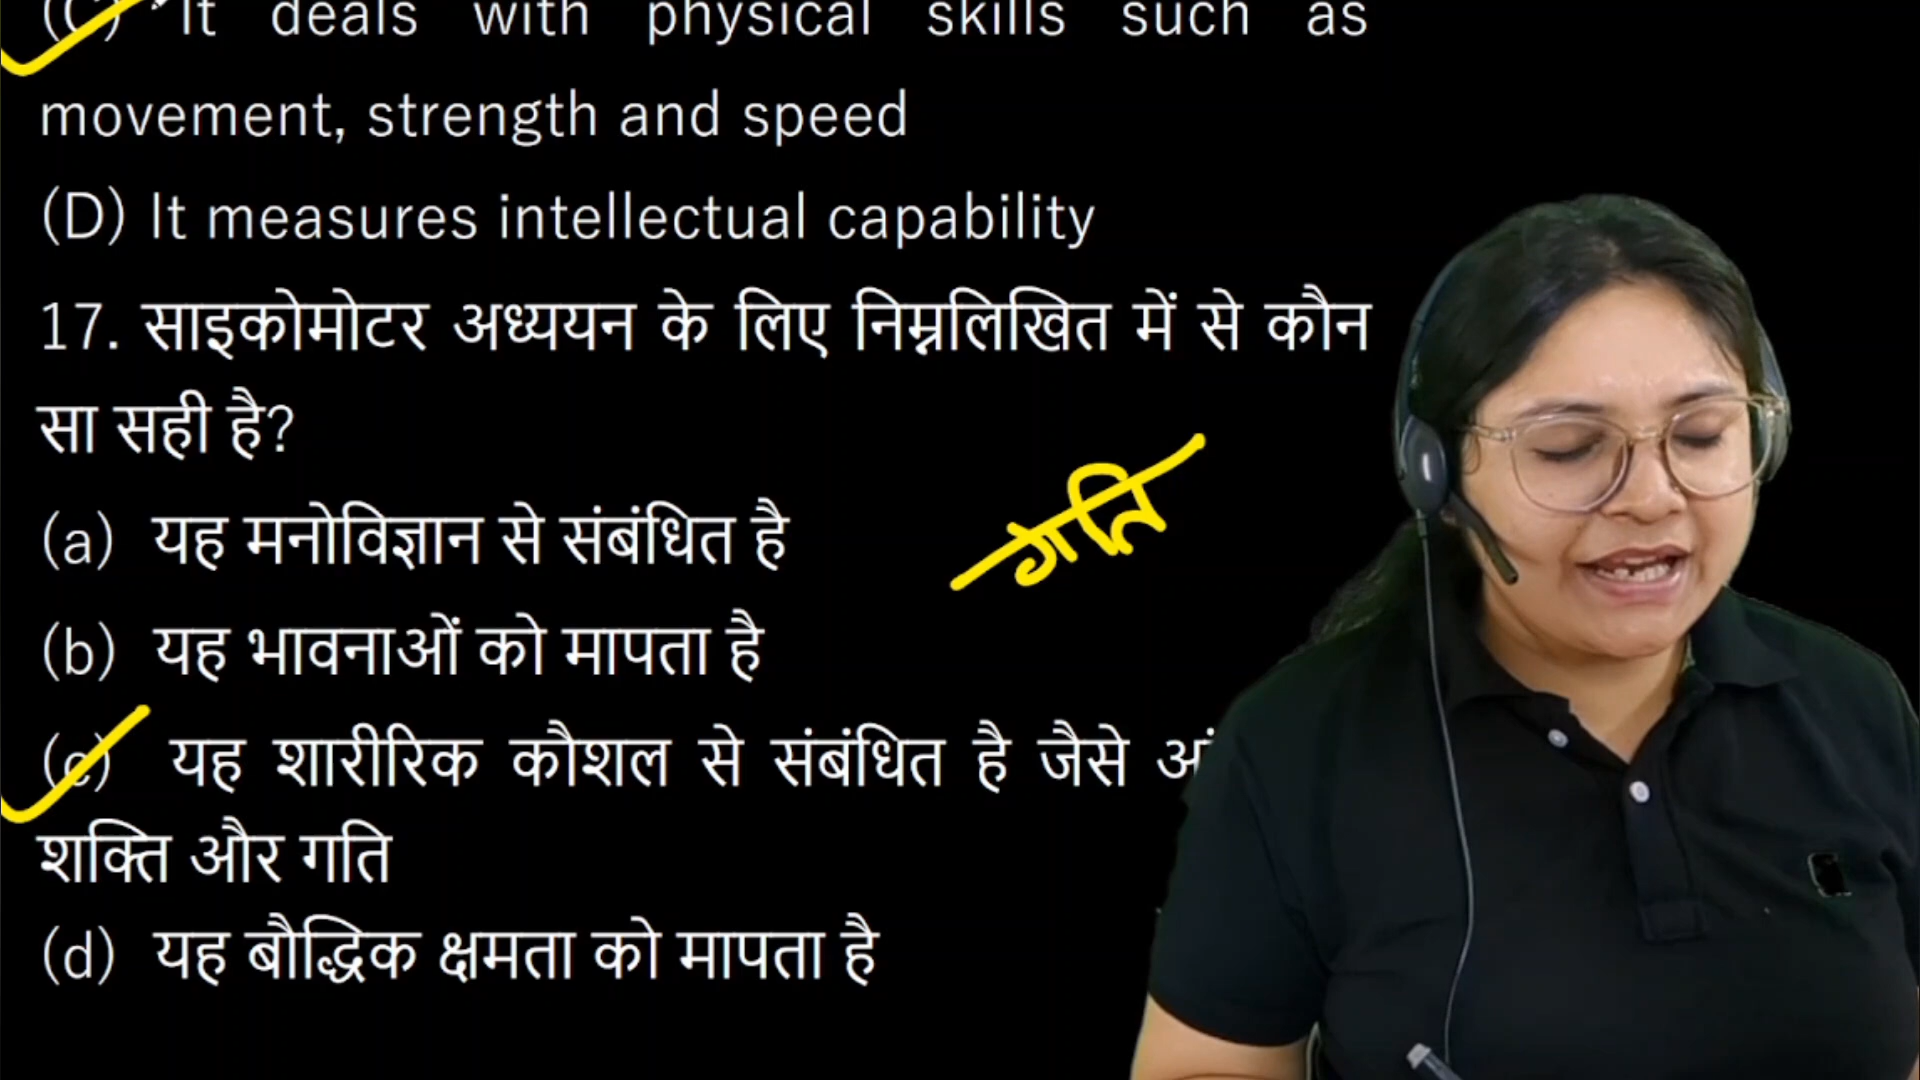 (C) It deals with physical skills such as
movement, strength and speed
(D) It measures intellectual capability
17. साइकोमोटर अध्ययन के लिए निम्नलिखित में से कौन
सा सही है?
गति
(a) यह मनोविज्ञान से संबंधित है
(b) यह भावनाओं को मापता है
(c) यह शारीरिक कौशल से संबंधित है जैसे
शक्ति और गति
(d) यह बौद्धिक क्षमता को मापता है